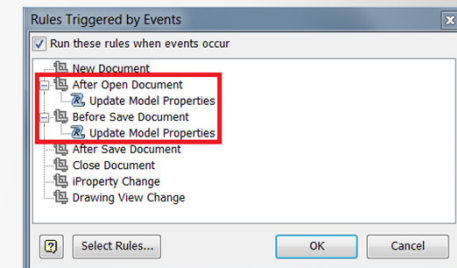 Rules Triggered by Events
Run these rules when events occur
New Document
After Open Document
Update Model Properties
Before Save Document
Update Model Properties
After Save Document
Close Document
iProperty Change
Drawing View Change
Select Rules...
OK
Cancel